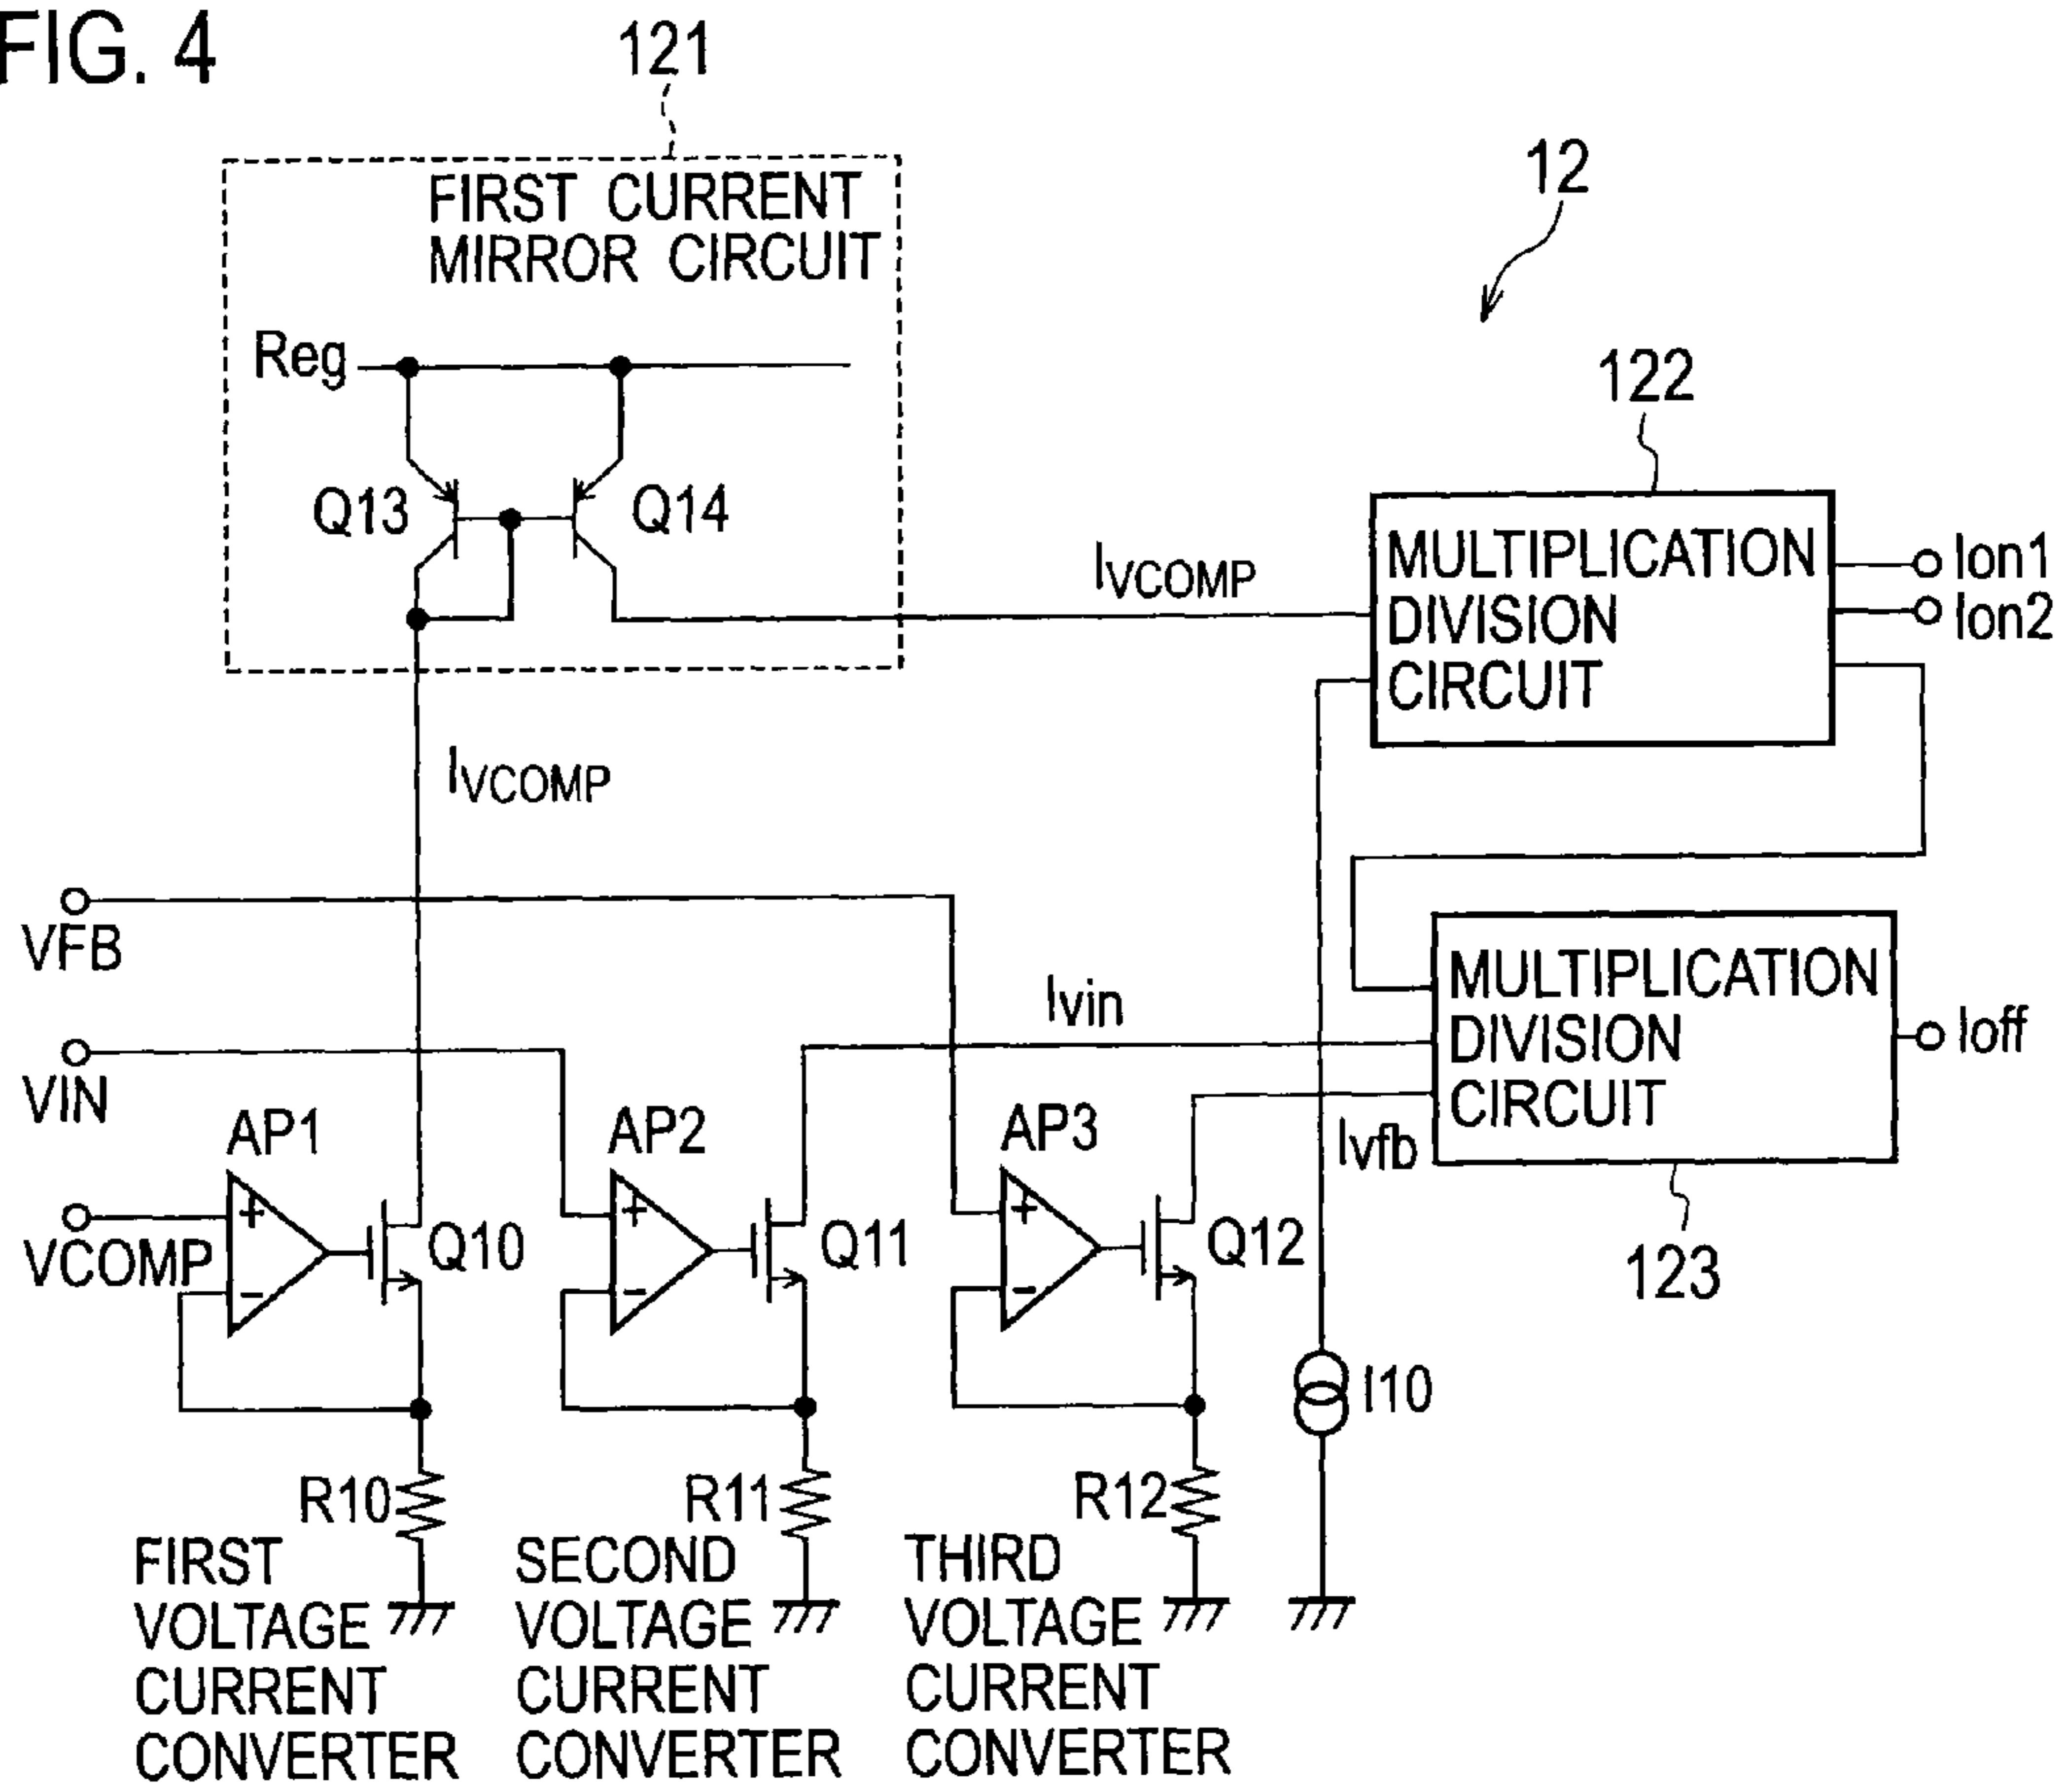 FIG. 4
121
12
FIRST CURRENT
MIRROR CIRCUIT
Reg
Q13
Q14
122
MULTIPLICATION
DIVISION
CIRCUIT
Ion1
Ion2
IVCOMP
IVCOMP
VFB
VIN
VCOMP
Ivin
Ivfb
MULTIPLICATION
DIVISION
CIRCUIT
Ioff
123
AP1
+
-
Q10
AP2
+
-
Q11
AP3
+
-
Q12
I10
R10
R11
R12
FIRST
VOLTAGE
CURRENT
CONVERTER
SECOND
VOLTAGE
CURRENT
CONVERTER
THIRD
VOLTAGE
CURRENT
CONVERTER